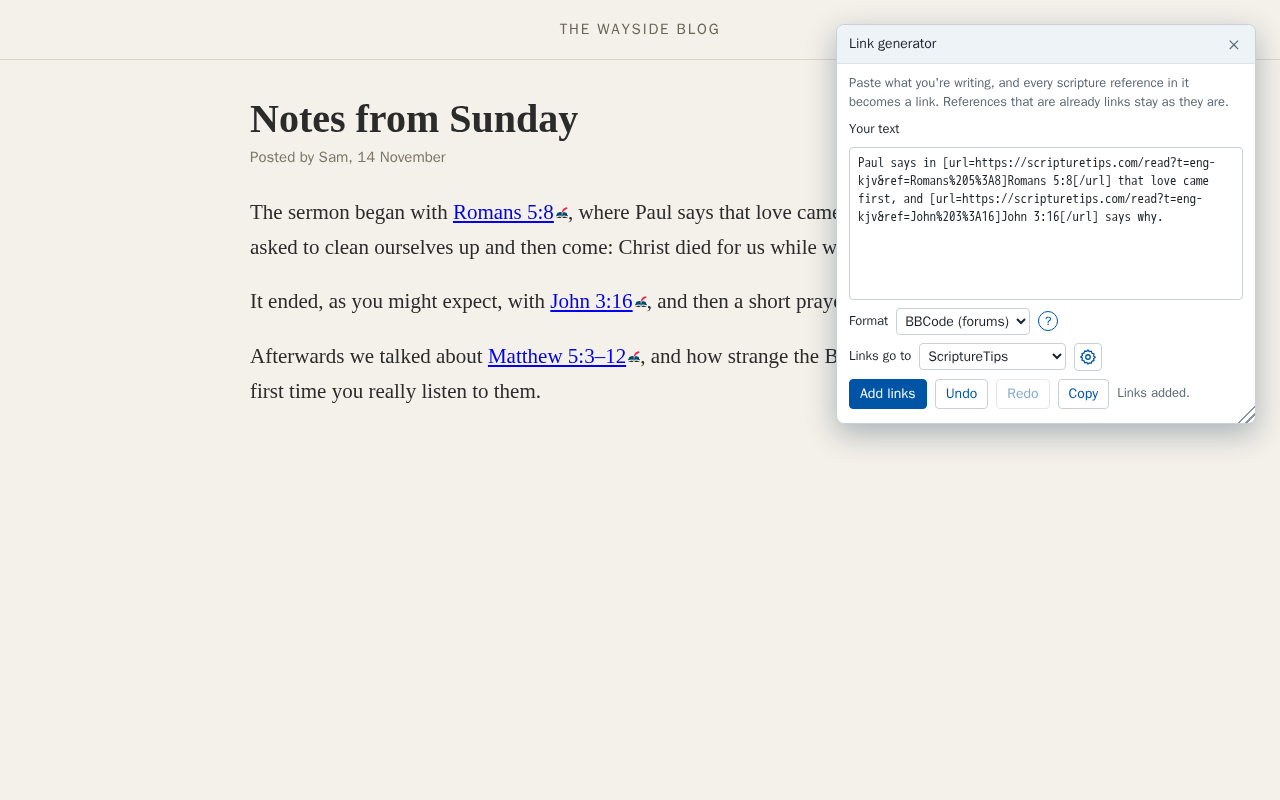 THE WAYSIDE BLOG
Notes from Sunday
Posted by Sam, 14 November
The sermon began with Romans 5:8, where Paul says that love came
asked to clean ourselves up and then come: Christ died for us while
It ended, as you might expect, with John 3:16, and then a short
Afterwards we talked about Matthew 5:3–12, and how strange the
first time you really listen to them.
Link generator
Paste what you're writing, and every scripture reference in it
becomes a link. References that are already links stay as they are.
Your text
Paul says in [url=https://scripturetips.com/read?t=eng-
kjv&ref=Romans%205%3A8]Romans 5:8[/url] that love came
first, and [url=https://scripturetips.com/read?t=eng-
kjv&ref=John%203%3A16]John 3:16[/url] says why.
Format BBCode (forums) ?
Links go to ScriptureTips
Add links Undo Redo Copy Links added.